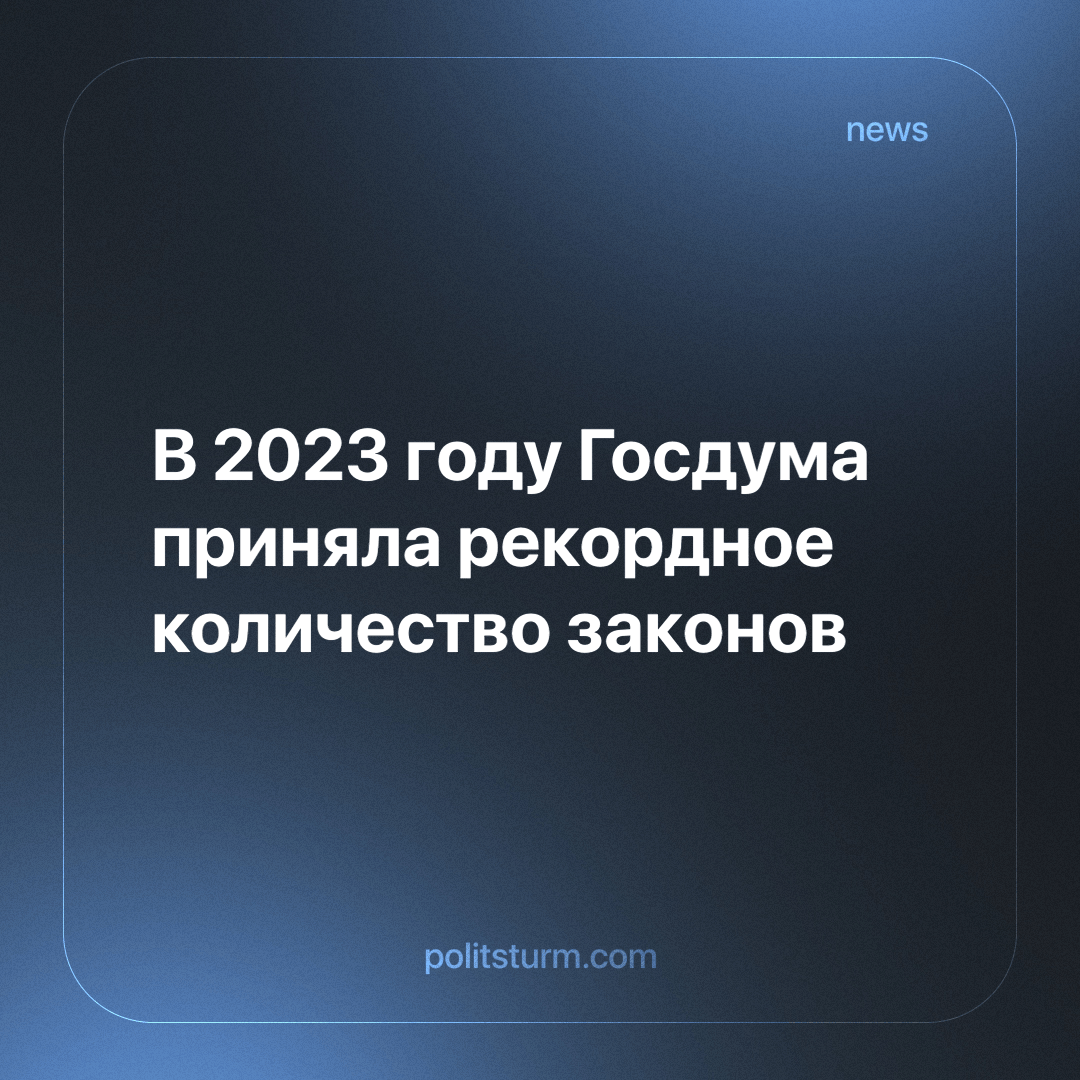 news
В 2023 году Госдума
приняла рекордное
количество законов
politsturm.com